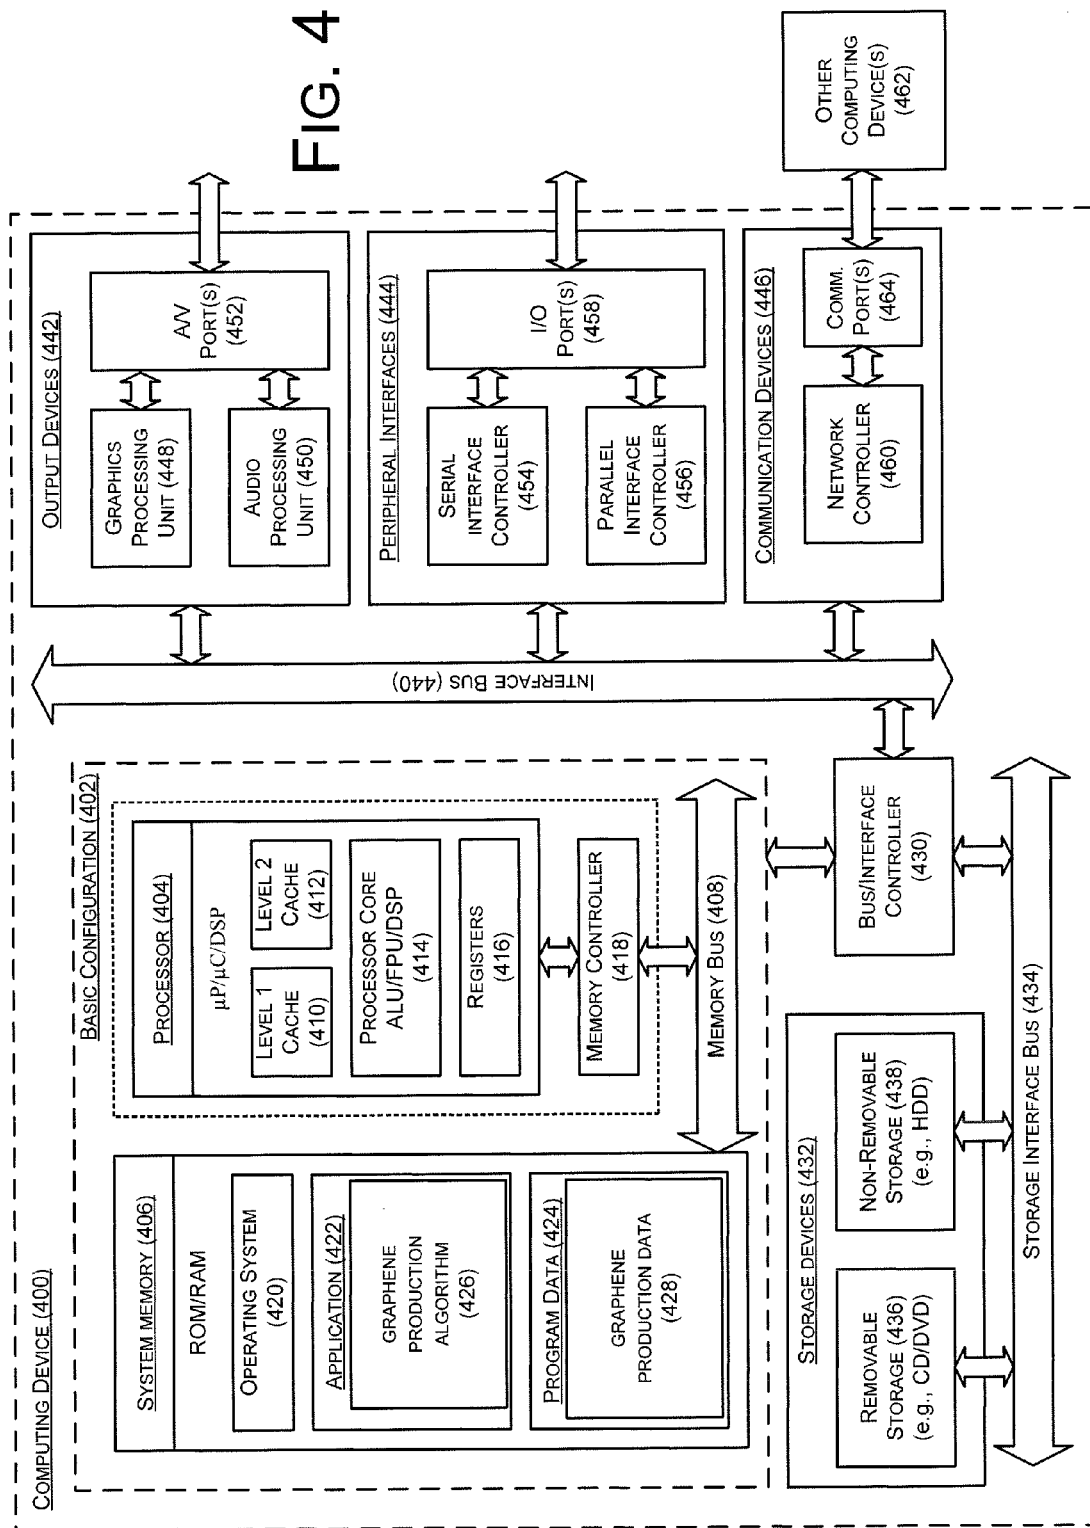 COMPUTING DEVICE (400)
BASIC CONFIGURATION (402)
SYSTEM MEMORY (406)
ROM/RAM
OPERATING SYSTEM
(420)
APPLICATION (422)
GRAPHENE
PRODUCTION
ALGORITHM
(426)
PROGRAM DATA (424)
GRAPHENE
PRODUCTION DATA
(428)
PROCESSOR (404)
µP/µC/DSP
LEVEL 1
CACHE
(410)
LEVEL 2
CACHE
(412)
PROCESSOR CORE
ALU/FPU/DSP
(414)
REGISTERS
(416)
MEMORY CONTROLLER
(418)
MEMORY BUS (408)
STORAGE DEVICES (432)
REMOVABLE
STORAGE (436)
(e.g., CD/DVD)
NON-REMOVABLE
STORAGE (438)
(e.g., HDD)
STORAGE INTERFACE BUS (434)
BUS/INTERFACE
CONTROLLER
(430)
INTERFACE BUS (440)
OUTPUT DEVICES (442)
GRAPHICS
PROCESSING
UNIT (448)
AUDIO
PROCESSING
UNIT (450)
A/V
PORT(S)
(452)
PERIPHERAL INTERFACES (444)
SERIAL
INTERFACE
CONTROLLER
(454)
PARALLEL
INTERFACE
CONTROLLER
(456)
I/O
PORT(S)
(458)
COMMUNICATION DEVICES (446)
NETWORK
CONTROLLER
(460)
COMM.
PORT(S)
(464)
OTHER
COMPUTING
DEVICE(S)
(462)
FIG. 4